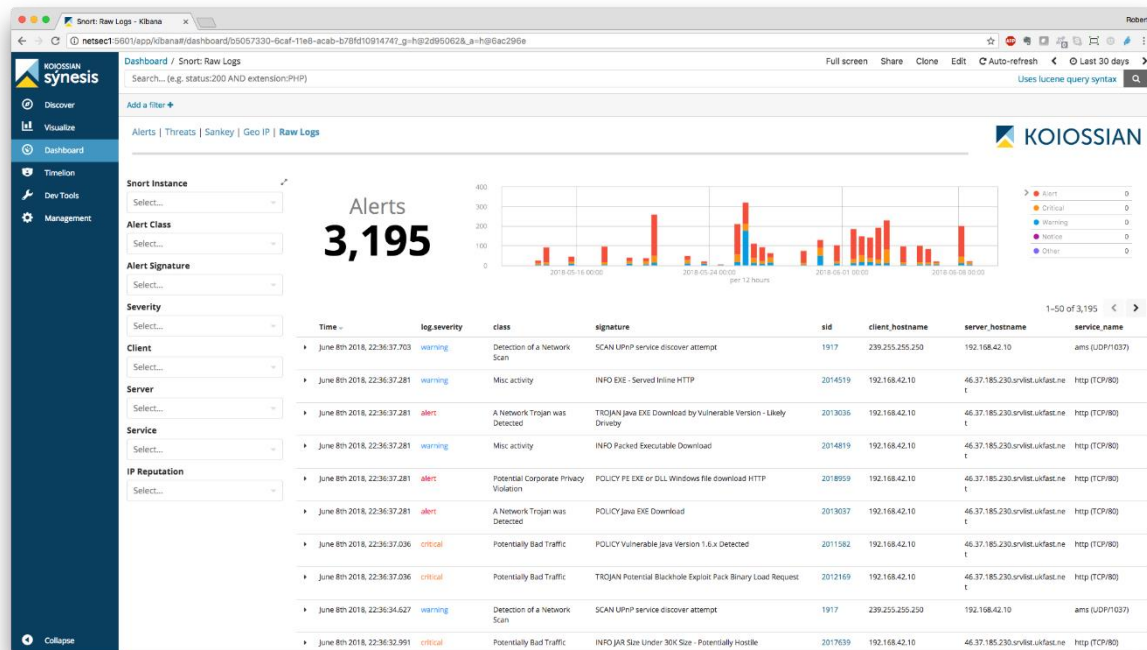 Snort: Raw Logs - Kibana
Robert
netsec1:5601/app/kibana#/dashboard/b5057330-6caf-11e8-acab-b78fd1091474?_g=h@2d95062&_a=h@6ac296e
KOIOSSIAN
sýnesis
Discover
Visualize
Dashboard
Timelion
Dev Tools
Management
Collapse
Dashboard / Snort: Raw Logs
Full screen Share Clone Edit Auto-refresh Last 30 days
Search... (e.g. status:200 AND extension:PHP)
Uses lucene query syntax
Add a filter
Alerts | Threats | Sankey | Geo IP | Raw Logs
KOIOSSIAN
Snort Instance
Select...
Alert Class
Select...
Alert Signature
Select...
Severity
Select...
Client
Select...
Server
Select...
Service
Select...
IP Reputation
Select...
Alerts
3,195
400
300
200
100
0
2018-05-16 00:00 2018-05-24 00:00 2018-06-01 00:00 2018-06-08 00:00
per 12 hours
Alert 0
Critical 0
Warning 0
Notice 0
Other 0
1–50 of 3,195
Time log.severity class signature sid client_hostname server_hostname service_name
June 8th 2018, 22:36:37.703 warning Detection of a Network SCAN UPnP service discover attempt 1917 239.255.255.250 192.168.42.10 ams (UDP/1037)
Scan
June 8th 2018, 22:36:37.281 warning Misc activity INFO EXE - Served Inline HTTP 2014519 192.168.42.10 46.37.185.230.srvlist.ukfast.ne http (TCP/80)
t
June 8th 2018, 22:36:37.281 alert A Network Trojan was TROJAN Java EXE Download by Vulnerable Version - Likely 2013036 192.168.42.10 46.37.185.230.srvlist.ukfast.ne http (TCP/80)
Detected Driveby t
June 8th 2018, 22:36:37.281 warning Misc activity INFO Packed Executable Download 2014819 192.168.42.10 46.37.185.230.srvlist.ukfast.ne http (TCP/80)
t
June 8th 2018, 22:36:37.281 alert Potential Corporate Privacy POLICY PE EXE or DLL Windows file download HTTP 2018959 192.168.42.10 46.37.185.230.srvlist.ukfast.ne http (TCP/80)
Violation t
June 8th 2018, 22:36:37.281 alert A Network Trojan was POLICY Java EXE Download 2013037 192.168.42.10 46.37.185.230.srvlist.ukfast.ne http (TCP/80)
Detected t
June 8th 2018, 22:36:37.036 critical Potentially Bad Traffic POLICY Vulnerable Java Version 1.6.x Detected 2011582 192.168.42.10 46.37.185.230.srvlist.ukfast.ne http (TCP/80)
t
June 8th 2018, 22:36:37.036 critical Potentially Bad Traffic TROJAN Potential Blackhole Exploit Pack Binary Load Request 2012169 192.168.42.10 46.37.185.230.srvlist.ukfast.ne http (TCP/80)
t
June 8th 2018, 22:36:34.627 warning Detection of a Network SCAN UPnP service discover attempt 1917 239.255.255.250 192.168.42.10 ams (UDP/1037)
Scan
June 8th 2018, 22:36:32.991 critical Potentially Bad Traffic INFO JAR Size Under 30K Size - Potentially Hostile 2017639 192.168.42.10 46.37.185.230.srvlist.ukfast.ne http (TCP/80)